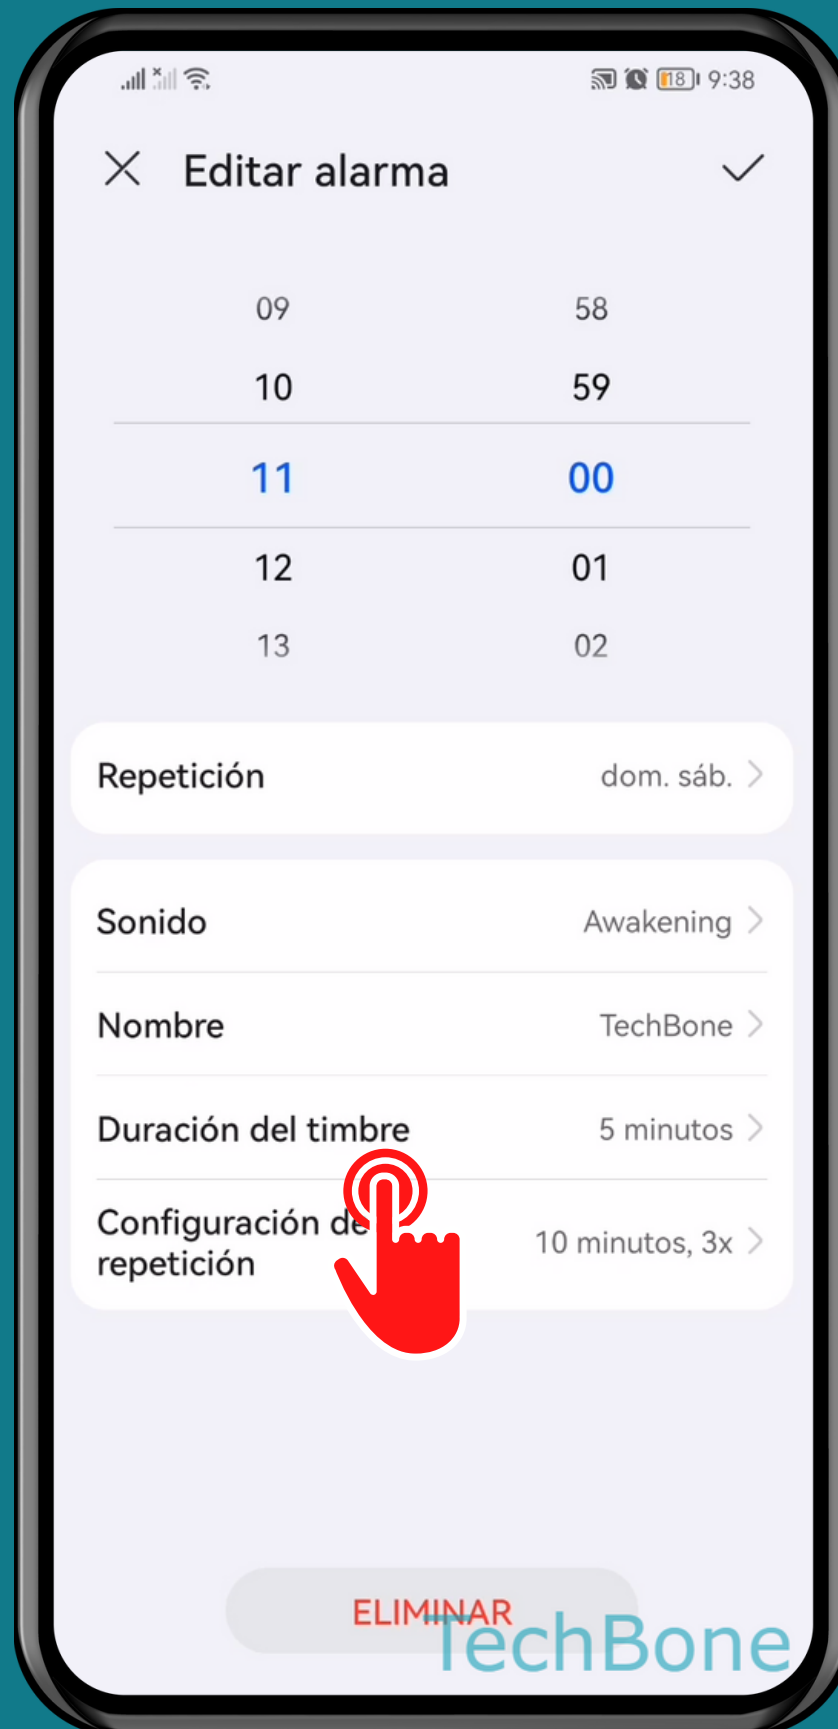 18 9:38
Editar alarma
09 58
10 59
11 00
12 01
13 02
Repetición dom. sáb.
Sonido Awakening
Nombre TechBone
Duración del timbre 5 minutos
Configuración de
repetición 10 minutos, 3x
ELIMINAR
TechBone